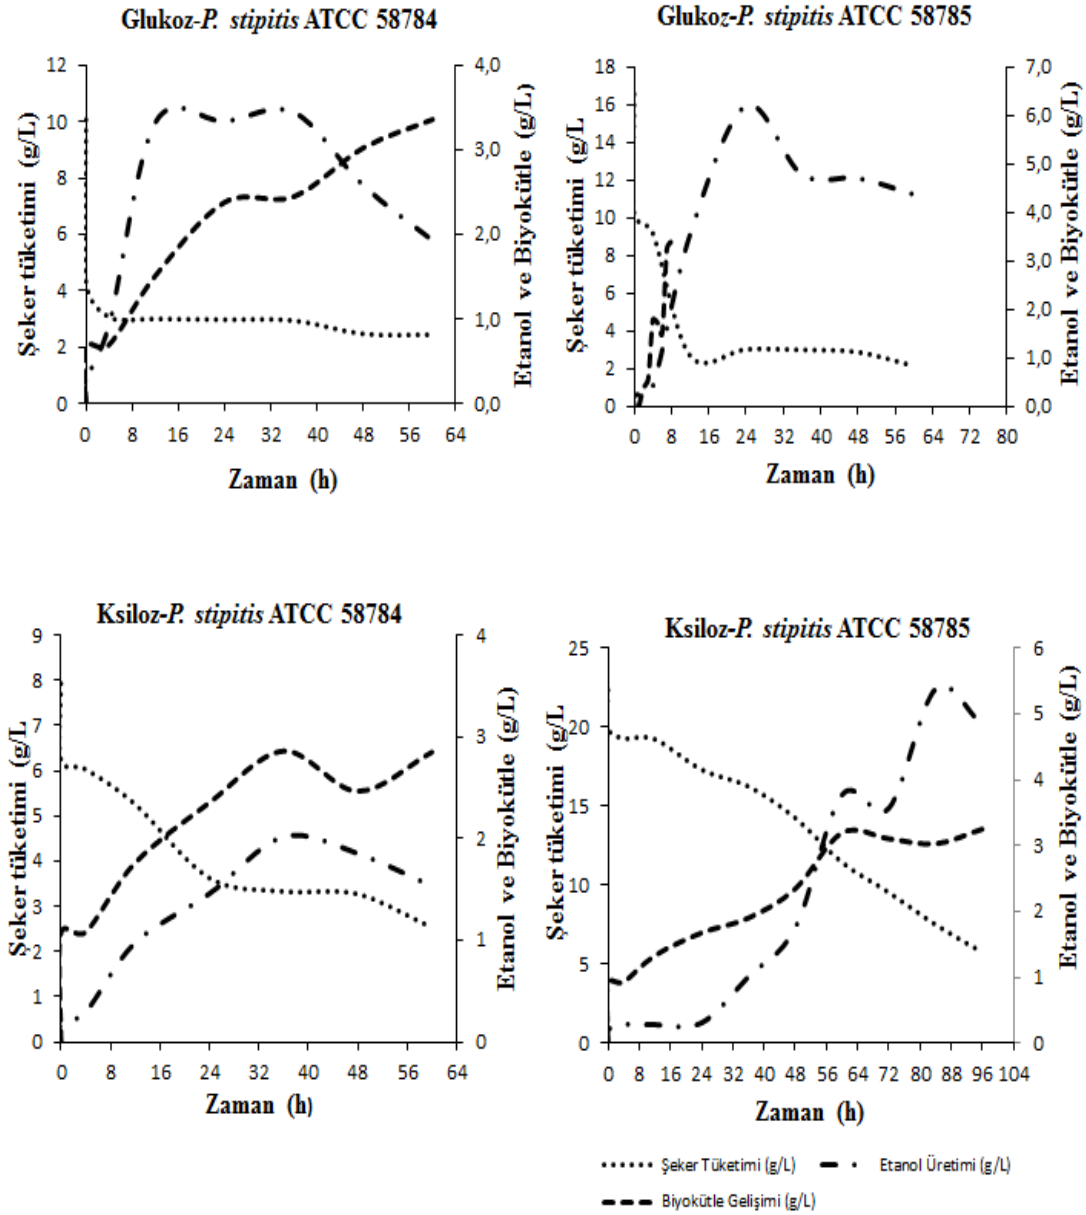 Glukoz-P. stipitis ATCC 58784
Şeker tüketimi (g/L)
12
10
8
6
4
2
0
4,0
3,0
2,0
1,0
0,0
Etanol ve Biyokütle (g/L)
0 8 16 24 32 40 48 56 64
Zaman (h)
Glukoz-P. stipitis ATCC 58785
Şeker tüketimi (g/L
18
16
14
12
10
8
6
4
2
0
7,0
6,0
5,0
4,0
3,0
2,0
1,0
0,0
Etanol ve Biyokütle (g/L)
0 8 16 24 32 40 48 56 64 72 80
Zaman (h)
Ksiloz-P. stipitis ATCC 58784
Şeker tüketimi (g/L
9
8
7
6
5
4
3
2
1
0
4
3
2
1
0
Etanol ve Biyokütle (g/L)
0 8 16 24 32 40 48 56 64
Zaman (h)
Ksiloz-P. stipitis ATCC 58785
Şeker tüketimi (g/L
25
20
15
10
5
0
6
5
4
3
2
1
0
Etanol ve Biyokütle (g/L)
0 8 16 24 32 40 48 56 64 72 80 88 96 104
Zaman (h)
Şeker Tüketimi (g/L) Etanol Üretimi (g/L)
Biyokütle Gelişimi (g/L)